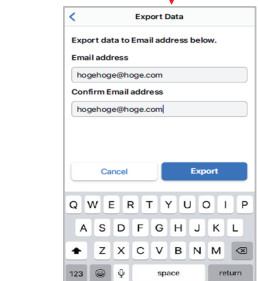 Export Data
Export data to Email address below.
Email address
hogehoge@hoge.com
Confirm Email address
hogehoge@hoge.com
Cancel Export
Q W E R T Y U O I P
A S D F G H J K L
Z X C V B N M
123 space return